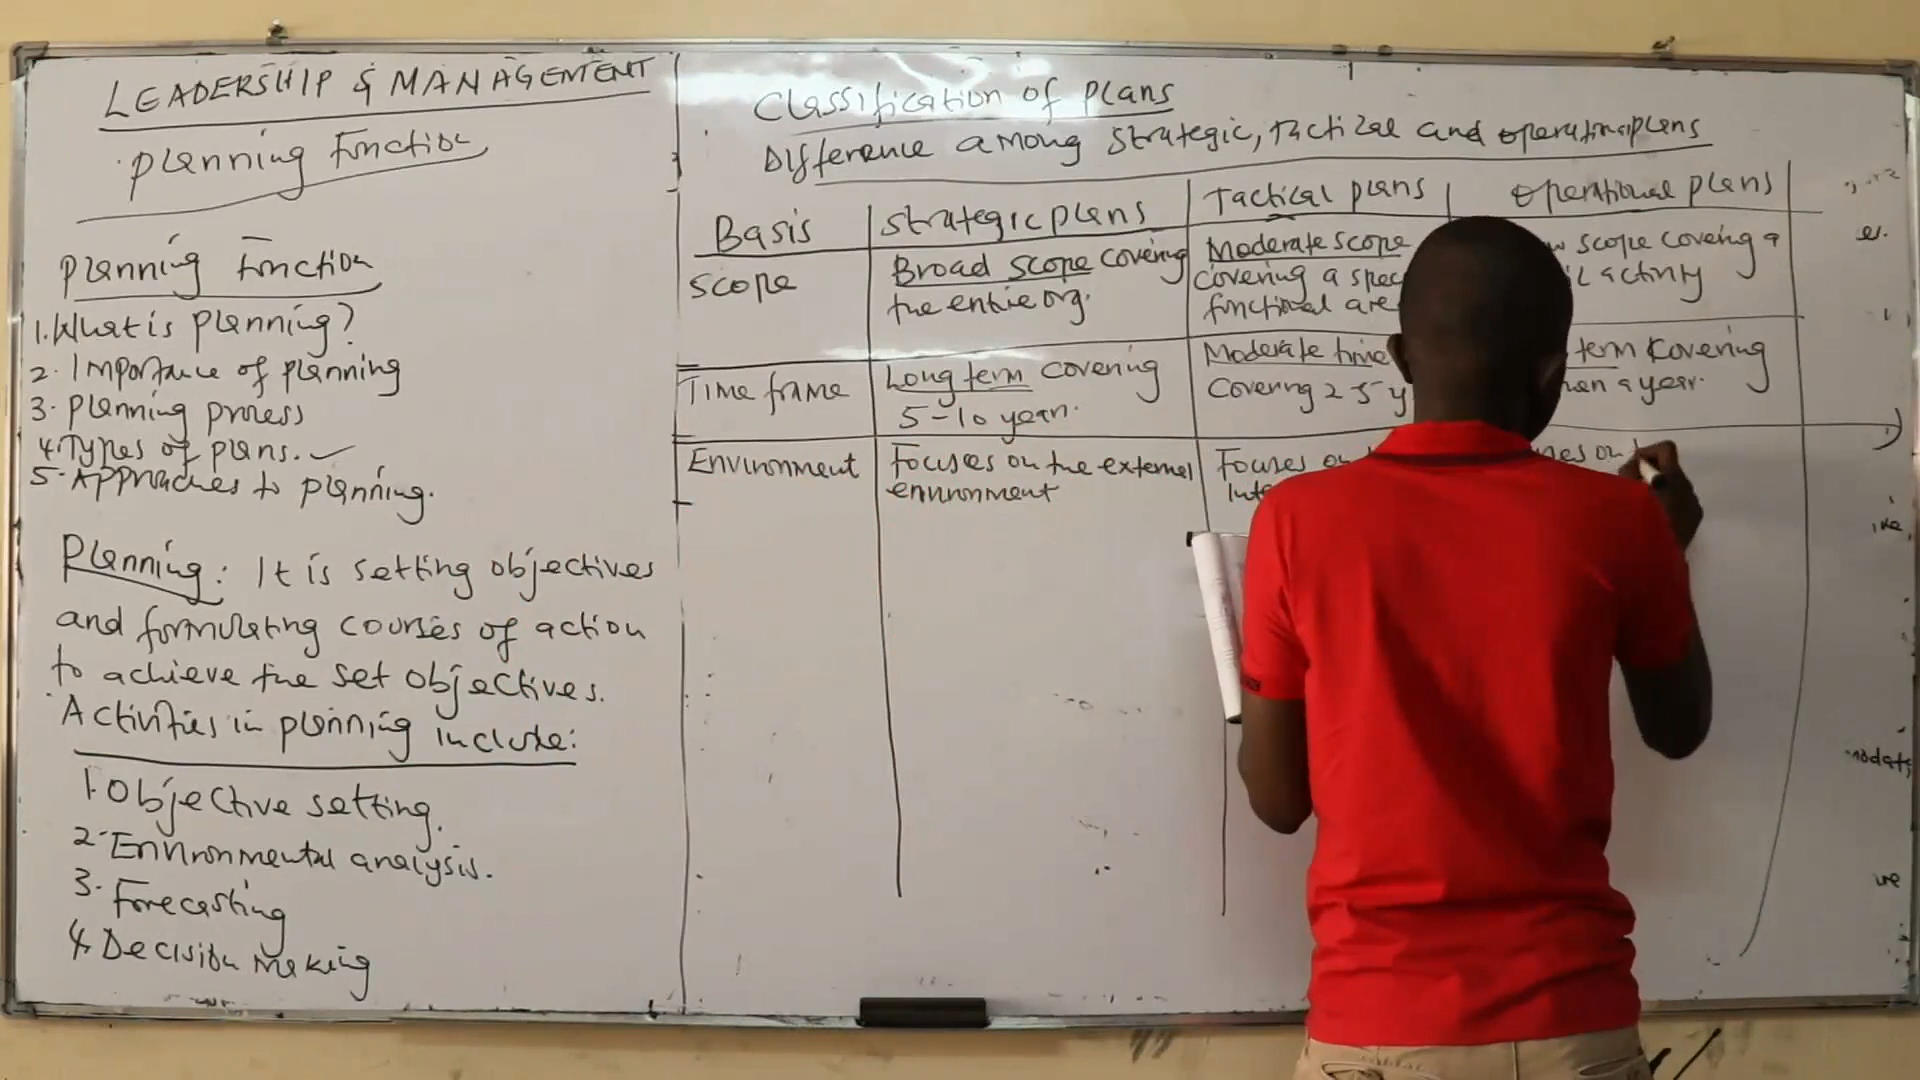 LEADERSHIP & MANAGEMENT
Planning Function
Planning Function
1. What is planning?
2. Importance of planning
3. Planning process
4. Types of plans. ✓
5. Approaches to planning.
Planning: It is setting objectives
and formulating courses of action
to achieve the set objectives.
Activities in planning include:
1. Objective setting.
2. Environmental analysis.
3. Forecasting
4. Decision making
Classification of plans
Difference among strategic, Tactical and operational plans
Basis
Strategic plans
Tactical plans
Operational plans
Scope
Broad scope covering
the entire org.
Moderate scope
covering a
functional
scope covering a
activity
Time frame
Long term covering
5-10 year.
Moderate time
Covering 2-5
term covering
a year.
Environment
Focuses on the external
environment
Focuses on
on